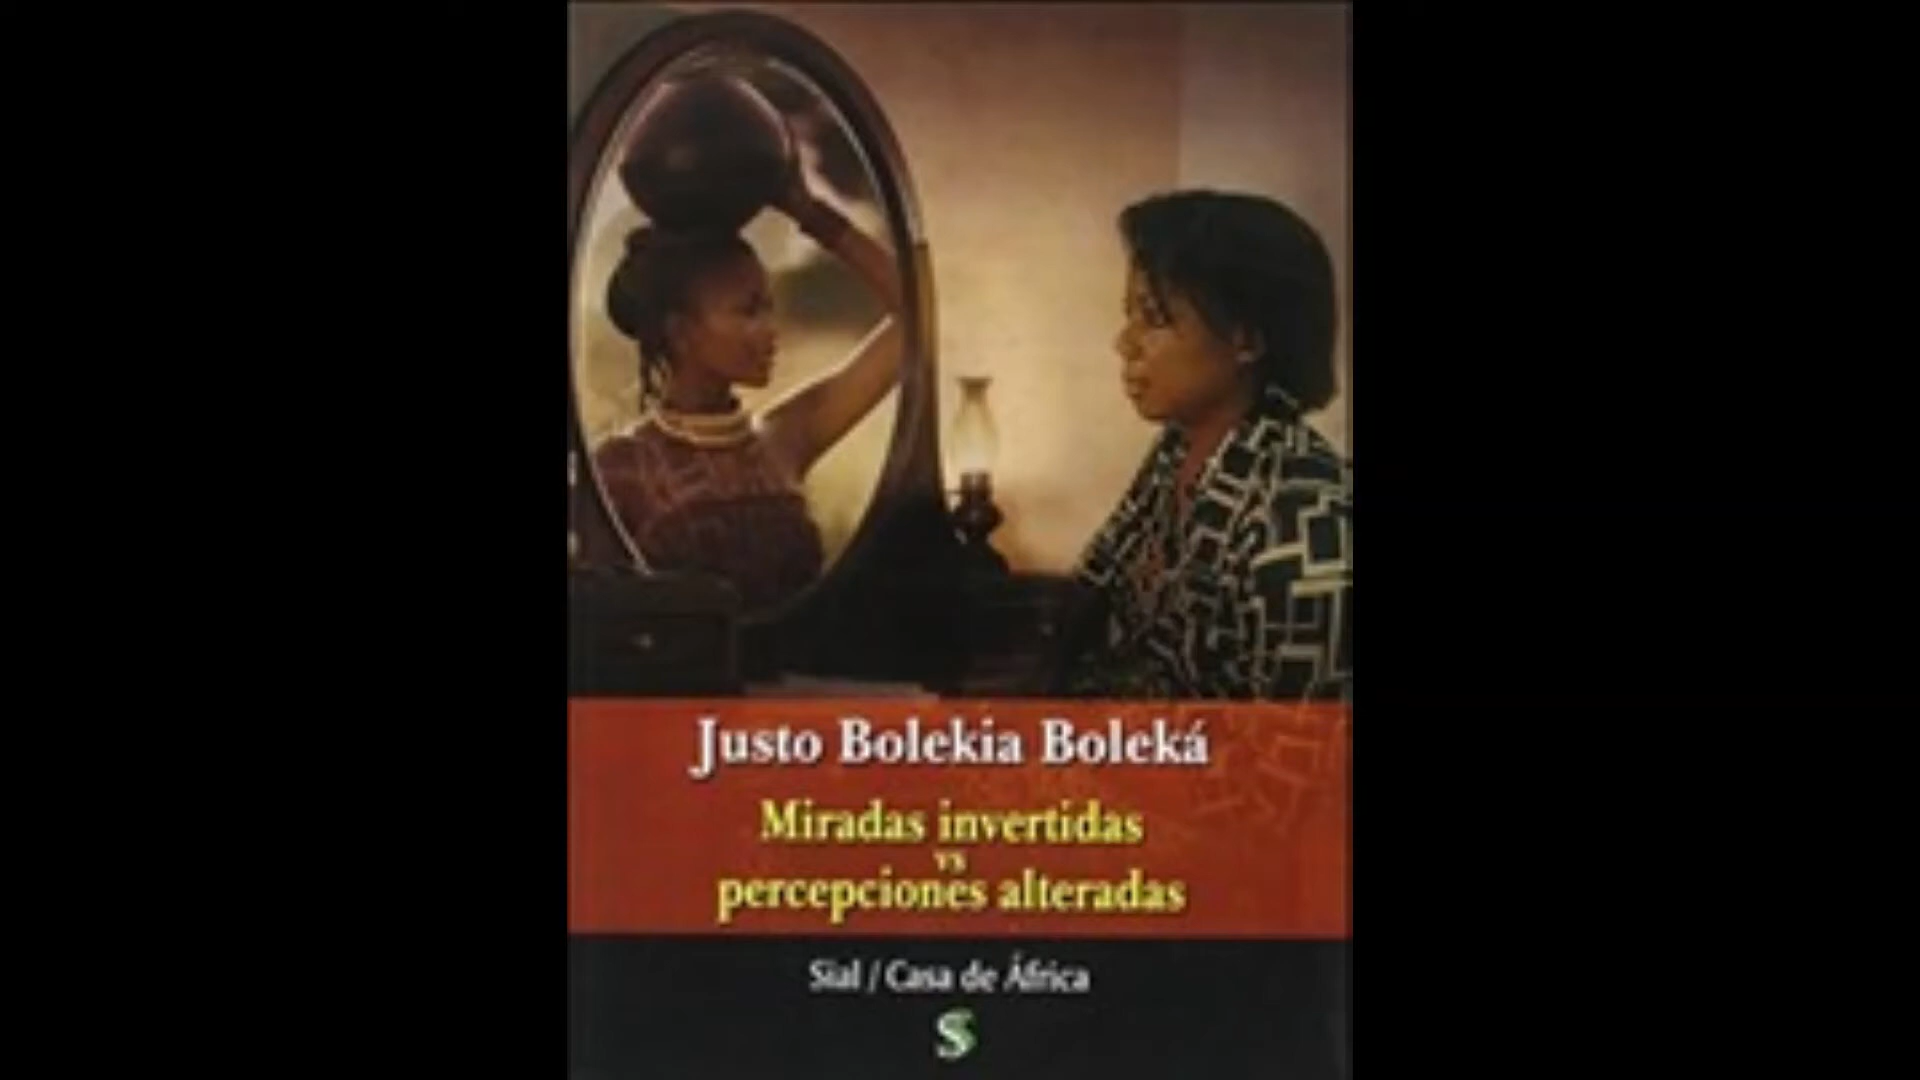 Justo Bolekia Boleká
Miradas invertidas
vs
percepciones alteradas
Sial / Casa de África
S